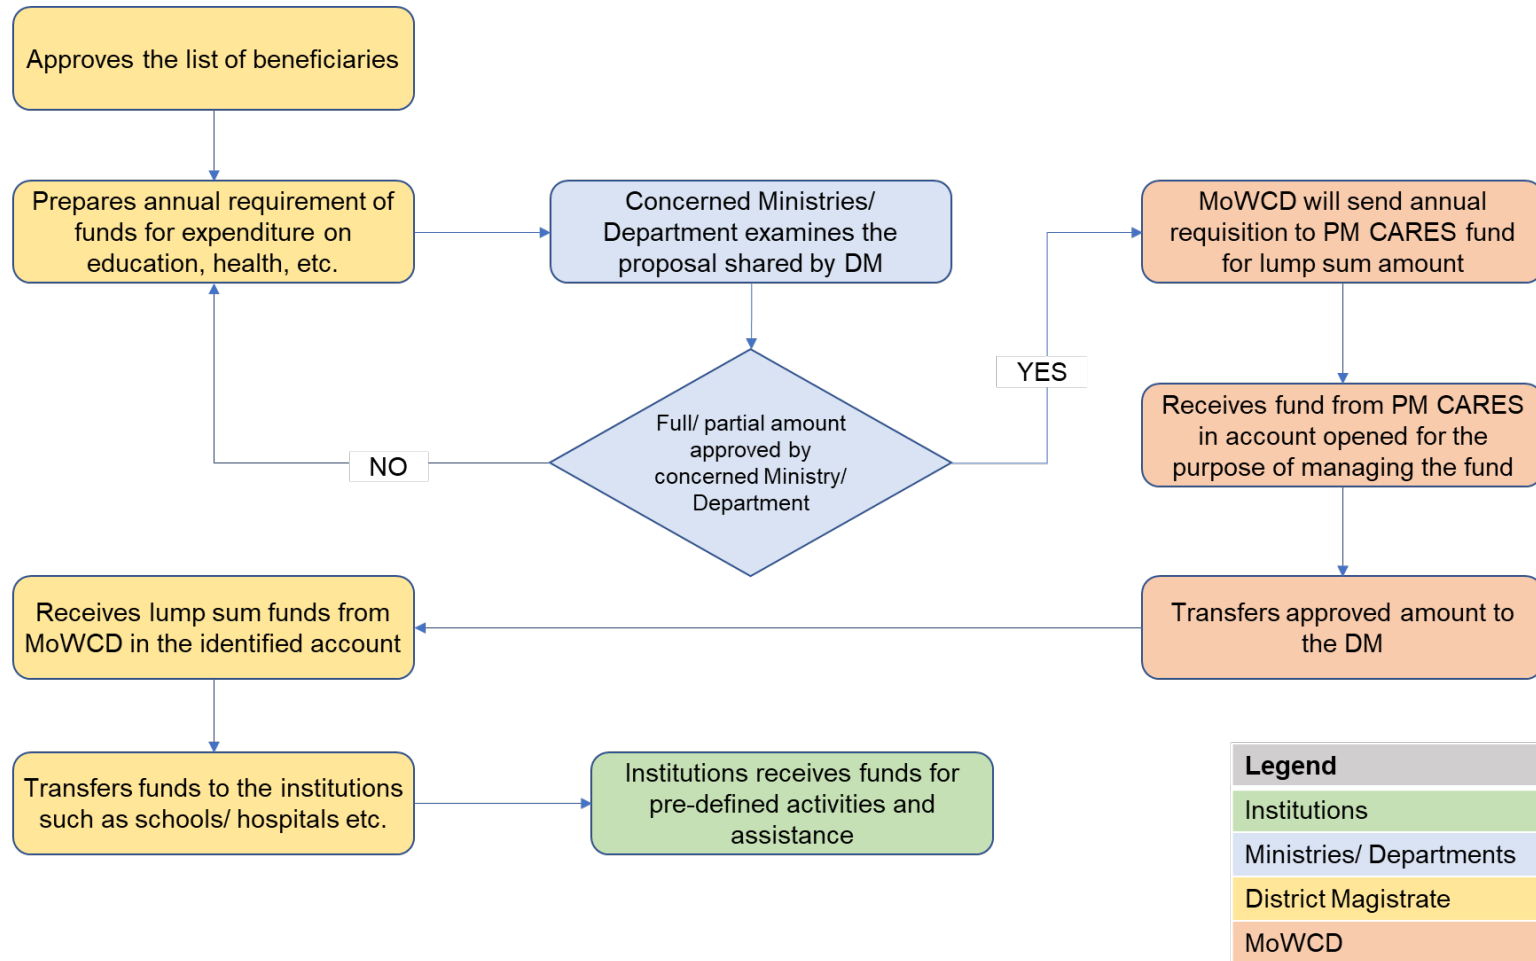 Approves the list of beneficiaries
Prepares annual requirement of
funds for expenditure on
education, health, etc.
Concerned Ministries/
Department examines the
proposal shared by DM
MoWCD will send annual
requisition to PM CARES fund
for lump sum amount
YES
Full/ partial amount
approved by
concerned Ministry/
Department
NO
Receives fund from PM CARES
in account opened for the
purpose of managing the fund
Receives lump sum funds from
MoWCD in the identified account
Transfers approved amount to
the DM
Transfers funds to the institutions
such as schools/ hospitals etc.
Institutions receives funds for
pre-defined activities and
assistance
Legend
Institutions
Ministries/ Departments
District Magistrate
MoWCD